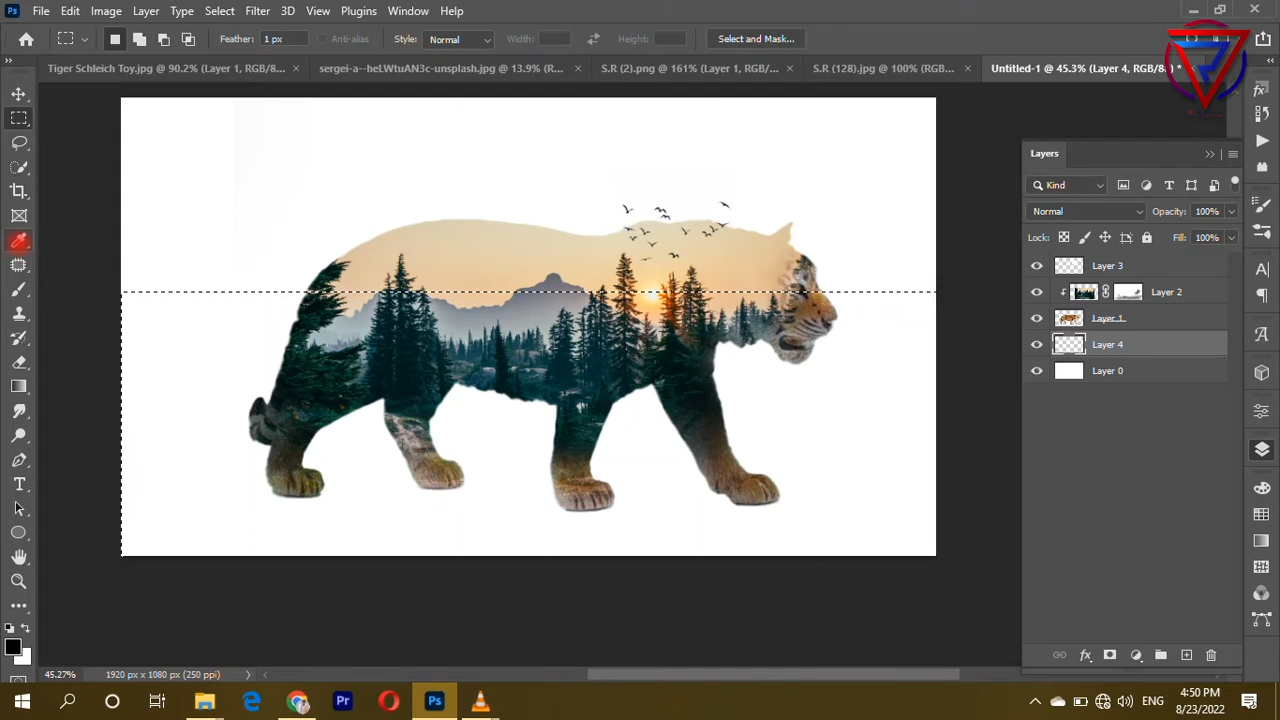 Ps File Edit Image Layer Type Select Filter 3D View Plugins Window Help
Feather: 1 px Anti-alias Style: Normal Width: Height: Select and Mask...
Tiger Schleich Toy.jpg @ 90.2% (Layer 1, RGB/8... × sergei-a--heLWtuAN3c-unsplash.jpg @ 13.9% (R... × S.R (2).png @ 161% (Layer 1, RGB/... × S.R (128).jpg @ 100% (RGB... × Untitled-1 @ 45.3% (Layer 4, RGB/8 *
Layers
Kind
Normal Opacity: 100%
Lock: Fill: 100%
Layer 3
Layer 2
Layer 1
Layer 4
Layer 0
45.27% 1920 px x 1080 px (250 ppi)
Pr Ps ENG
4:50 PM
8/23/2022